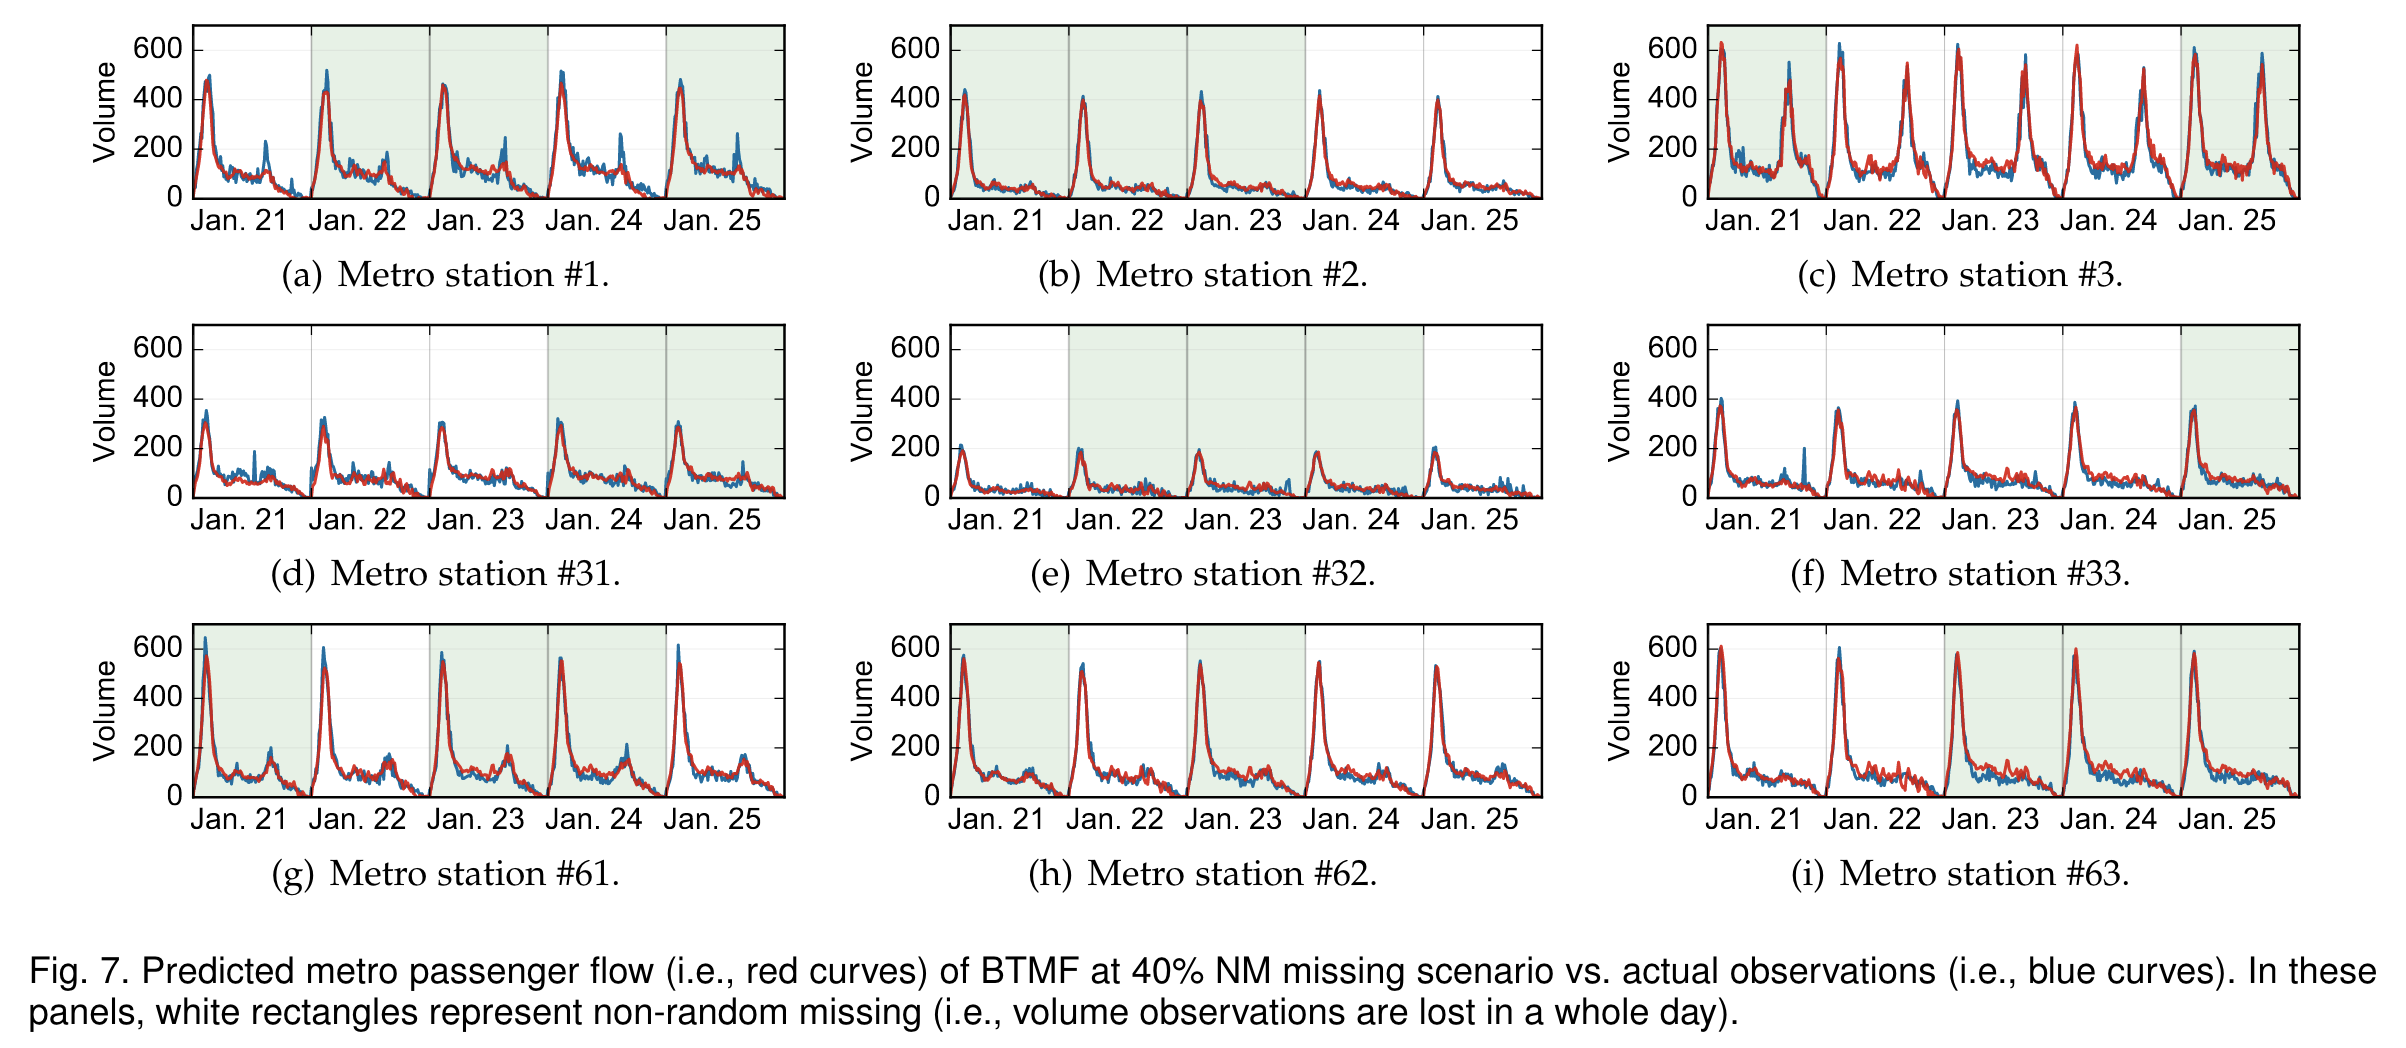 600 600 600
400 400 400
200 200 200
0 0 0
Volume Volume Volume
Jan. 21 Jan. 22 Jan. 23 Jan. 24 Jan. 25 Jan. 21 Jan. 22 Jan. 23 Jan. 24 Jan. 25 Jan. 21 Jan. 22 Jan. 23 Jan. 24 Jan. 25
(a) Metro station #1. (b) Metro station #2. (c) Metro station #3.
600 600 600
400 400 400
200 200 200
0 0 0
Volume Volume Volume
Jan. 21 Jan. 22 Jan. 23 Jan. 24 Jan. 25 Jan. 21 Jan. 22 Jan. 23 Jan. 24 Jan. 25 Jan. 21 Jan. 22 Jan. 23 Jan. 24 Jan. 25
(d) Metro station #31. (e) Metro station #32. (f) Metro station #33.
600 600 600
400 400 400
200 200 200
0 0 0
Volume Volume Volume
Jan. 21 Jan. 22 Jan. 23 Jan. 24 Jan. 25 Jan. 21 Jan. 22 Jan. 23 Jan. 24 Jan. 25 Jan. 21 Jan. 22 Jan. 23 Jan. 24 Jan. 25
(g) Metro station #61. (h) Metro station #62. (i) Metro station #63.
Fig. 7. Predicted metro passenger flow (i.e., red curves) of BTMF at 40% NM missing scenario vs. actual observations (i.e., blue curves). In these
panels, white rectangles represent non-random missing (i.e., volume observations are lost in a whole day).